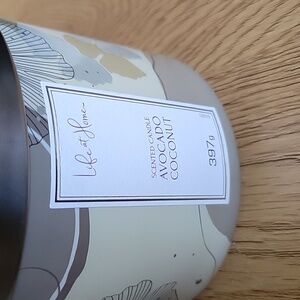 Life at Home
SCENTED CANDLE
AVOCADO
COCONUT
397g